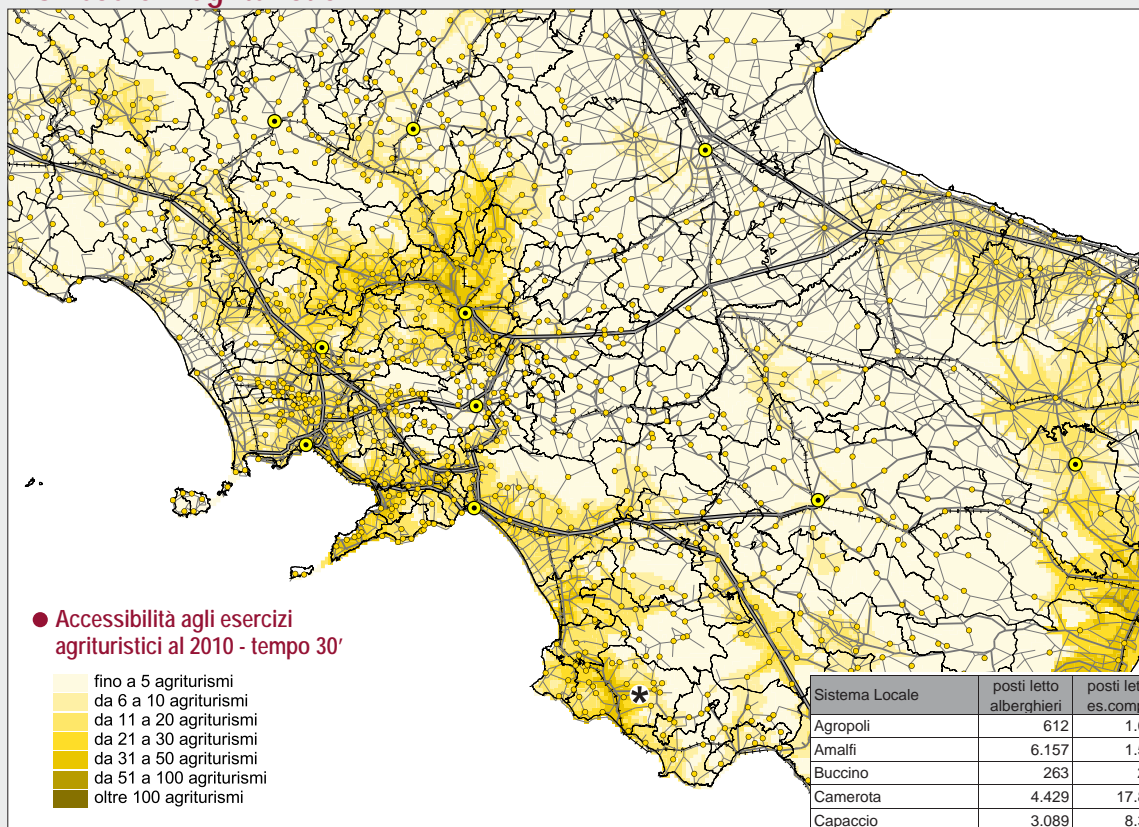 ● Accessibilità agli esercizi
agrituristici al 2010 - tempo 30'
fino a 5 agriturismi
da 6 a 10 agriturismi
da 11 a 20 agriturismi
da 21 a 30 agriturismi
da 31 a 50 agriturismi
da 51 a 100 agriturismi
oltre 100 agriturismi
*
Sistema Locale posti letto alberghieri posti
Agropoli 612
Amalfi 6.157
Buccino 263
Camerota 4.429
Capaccio 3.089